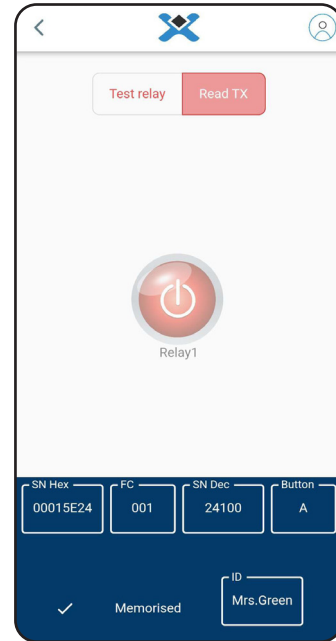 Test relay Read TX
Relay1
SN Hex FC SN Dec Button
00015E24 001 24100 A
ID
Memorised Mrs.Green